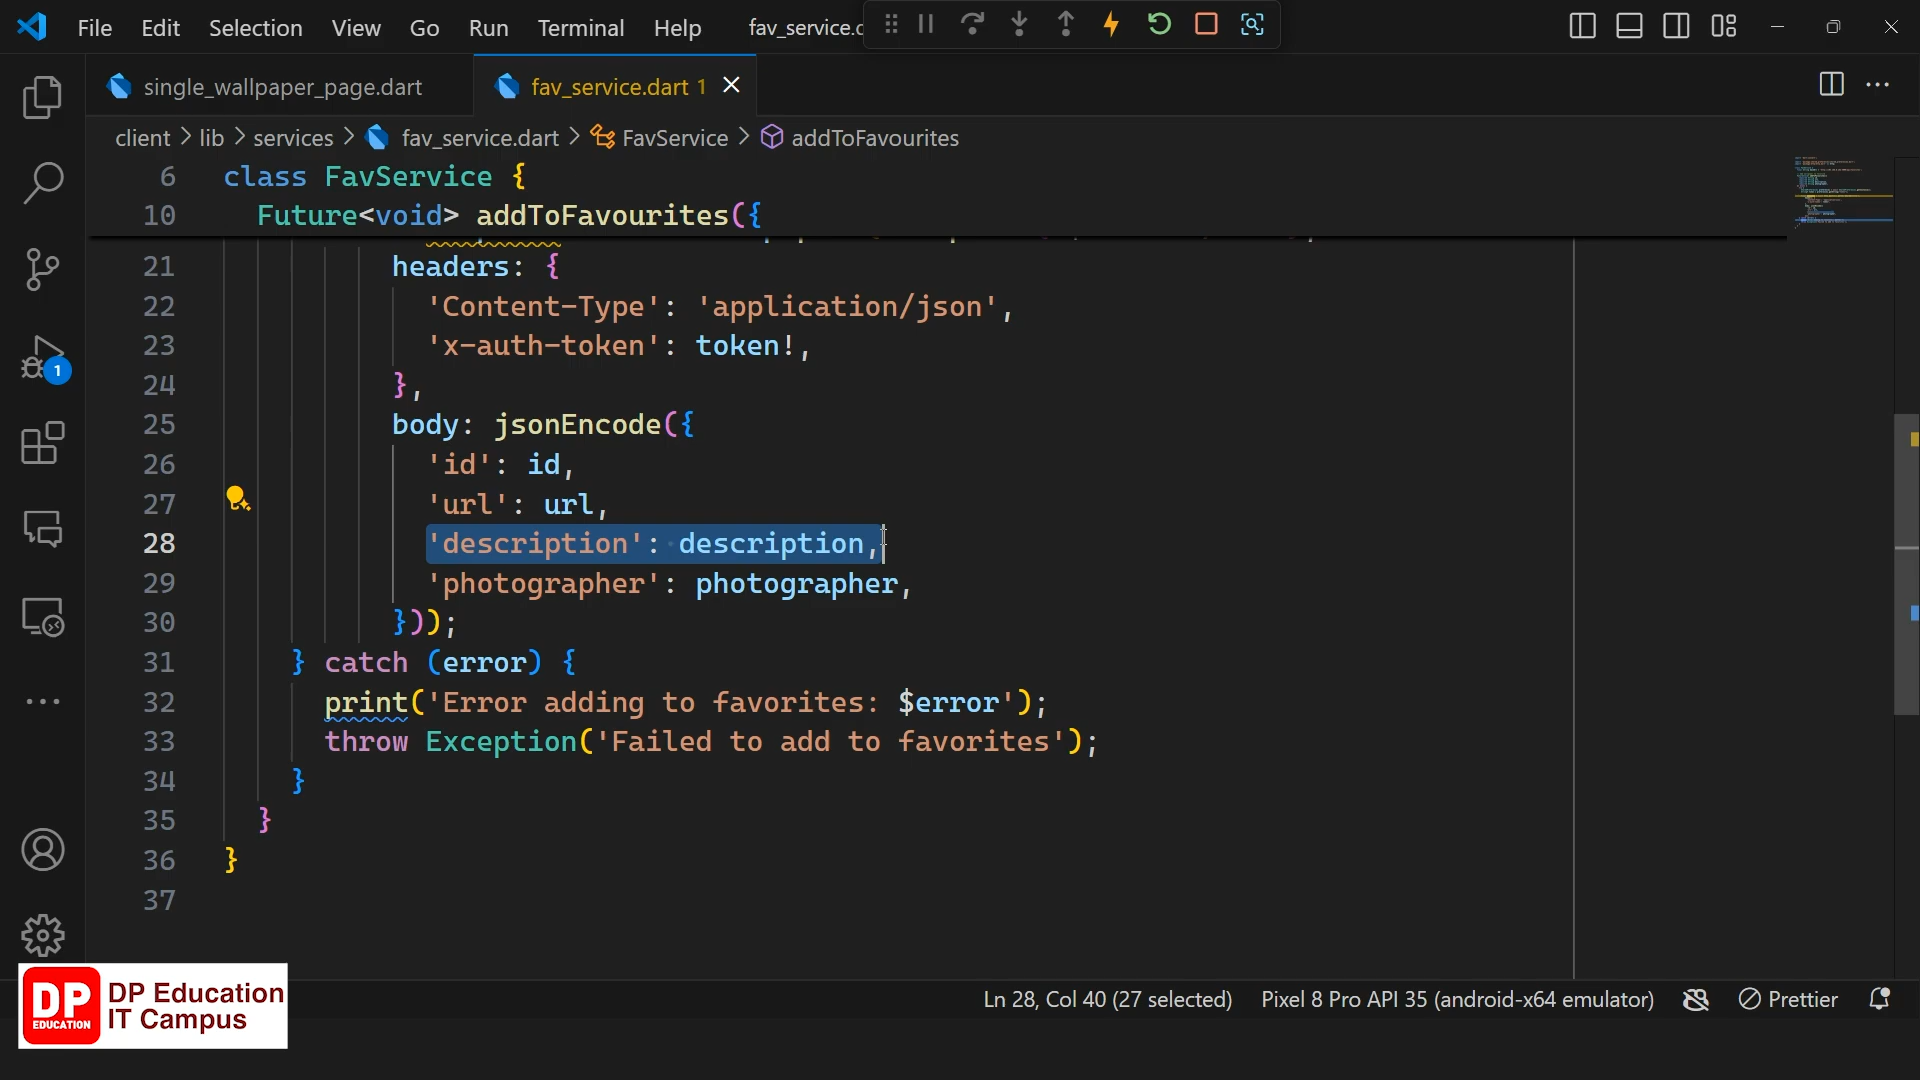 File Edit Selection View Go Run Terminal Help fav_service.
single_wallpaper_page.dart
fav_service.dart 1
client > lib > services > fav_service.dart > FavService > addToFavourites
6 class FavService {
10 Future<void> addToFavourites({
21 headers: {
22 'Content-Type': 'application/json',
23 'x-auth-token': token!,
24 },
25 body: jsonEncode({
26 'id': id,
27 'url': url,
28 'description': description,
29 'photographer': photographer,
30 }));
31 } catch (error) {
32 print('Error adding to favorites: $error');
33 throw Exception('Failed to add to favorites');
34 }
35 }
36 }
37
1
DP EDUCATION
DP Education
IT Campus
Ln 28, Col 40 (27 selected) Pixel 8 Pro API 35 (android-x64 emulator) Prettier